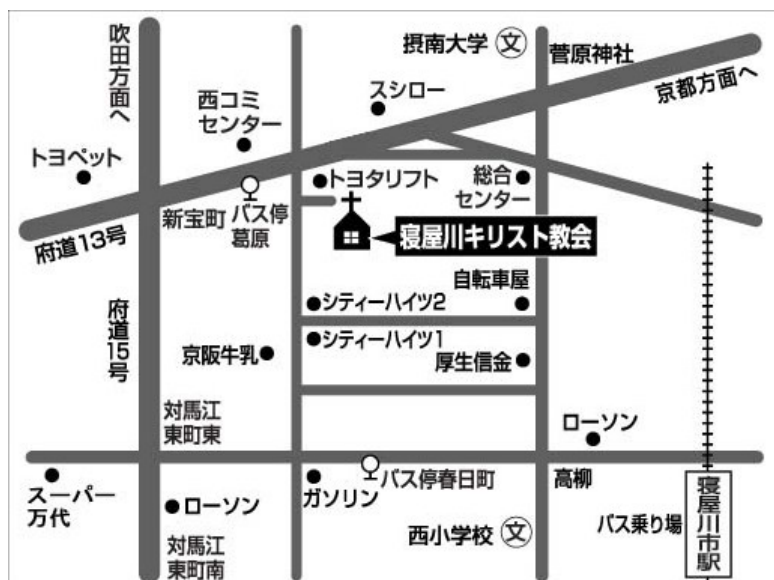 吹田方面へ
摂南大学 文
菅原神社
京都方面へ
スシロー
西コミ
センター
トヨペット
トヨタリフト
総合
センター
新宝町
バス停
葛原
府道13号
寝屋川キリスト教会
自転車屋
シティーハイツ2
府道15号
シティーハイツ1
京阪牛乳
厚生信金
対馬江
東町東
ローソン
スーパー
万代
ガソリン
バス停春日町
高柳
ローソン
西小学校 文
バス乗り場
寝屋川市駅
対馬江
東町南